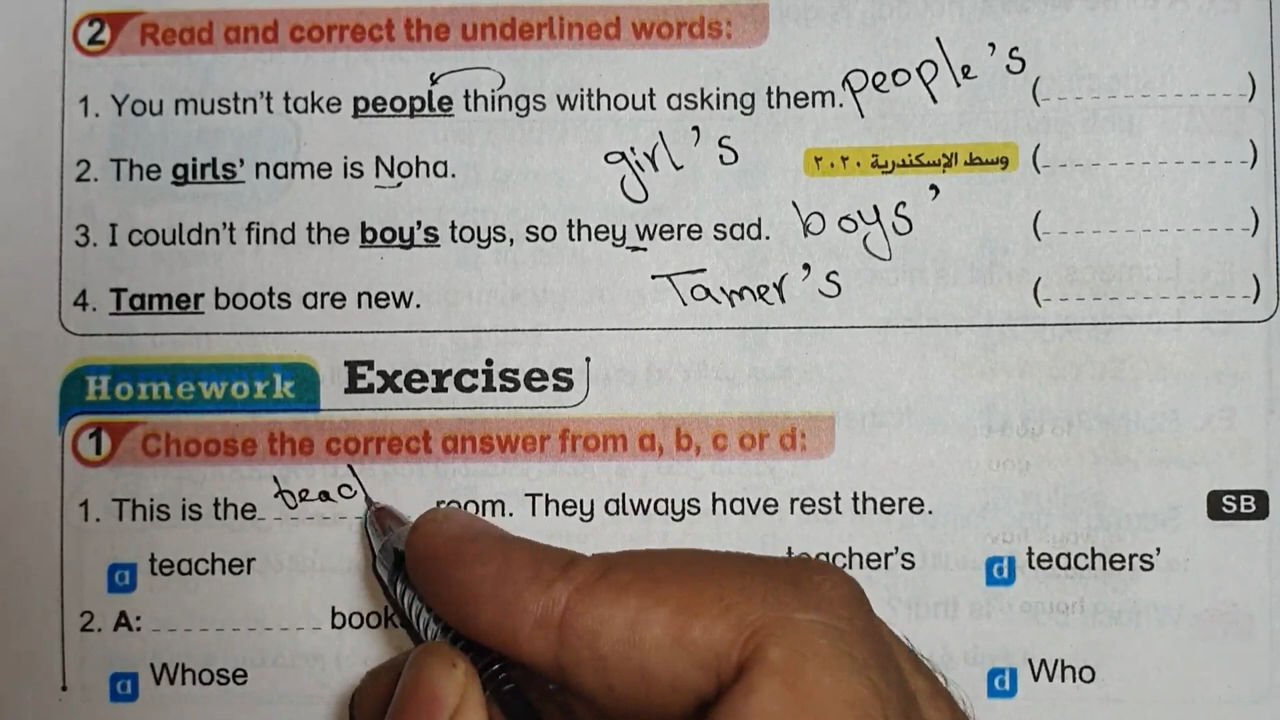 2 Read and correct the underlined words:
1. You mustn't take people things without asking them. people's (--------------)
2. The girls' name is Noha. girl's وسط الإسكندرية ٢٠٢٠ (--------------)
3. I couldn't find the boy's toys, so they were sad. boys' (--------------)
4. Tamer boots are new. Tamer's (--------------)
Homework Exercises
1 Choose the correct answer from a, b, c or d:
1. This is the teach room. They always have rest there. SB
a teacher teacher's d teachers'
2. A: ------------ book
a Whose d Who